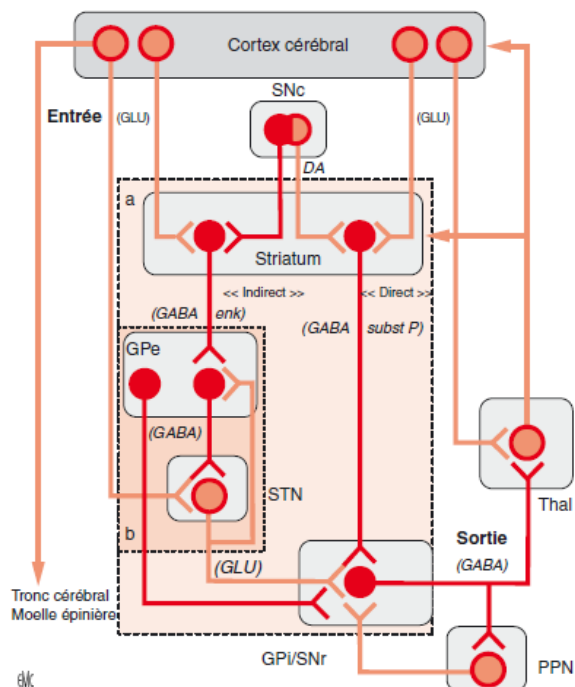 Cortex cérébral
SNc
Entrée
(GLU)
(GLU)
DA
a
Striatum
<< Indirect >>
<< Direct >>
(GABA enk)
(GABA subst P)
GPe
(GABA)
STN
Thal
b
(GLU)
Sortie
(GABA)
Tronc cérébral
Moelle épinière
GPi/SNr
PPN
EMC